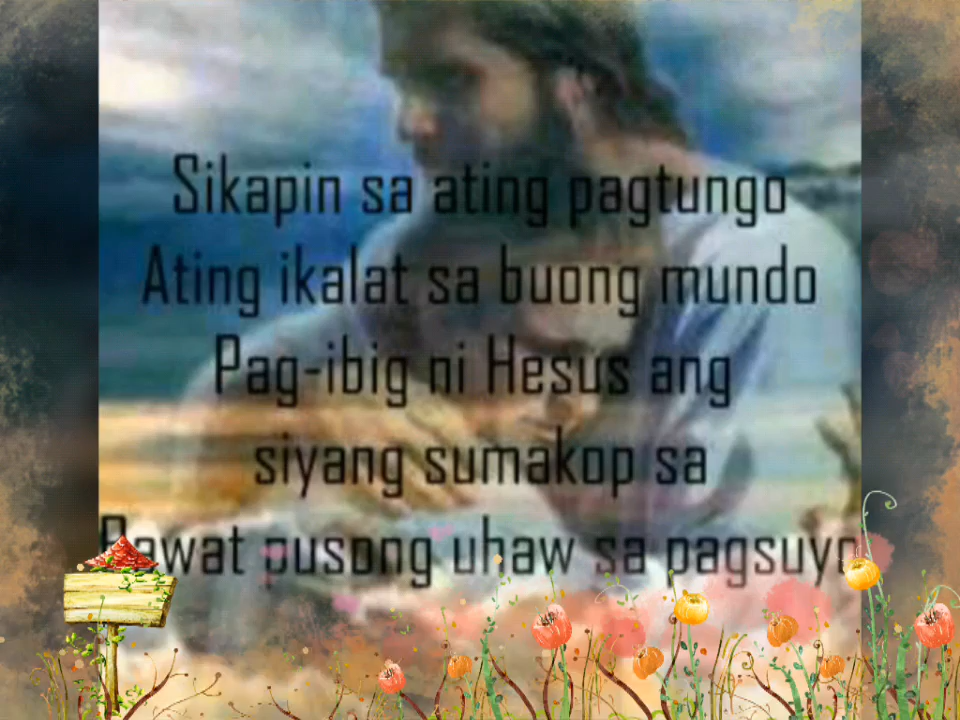 Sikapin sa ating pagtungo
Ating ikalat sa buong mundo
Pag-ibig ni Hesus ang
siyang sumakop sa
Bawat pusong uhaw sa pagsuyo